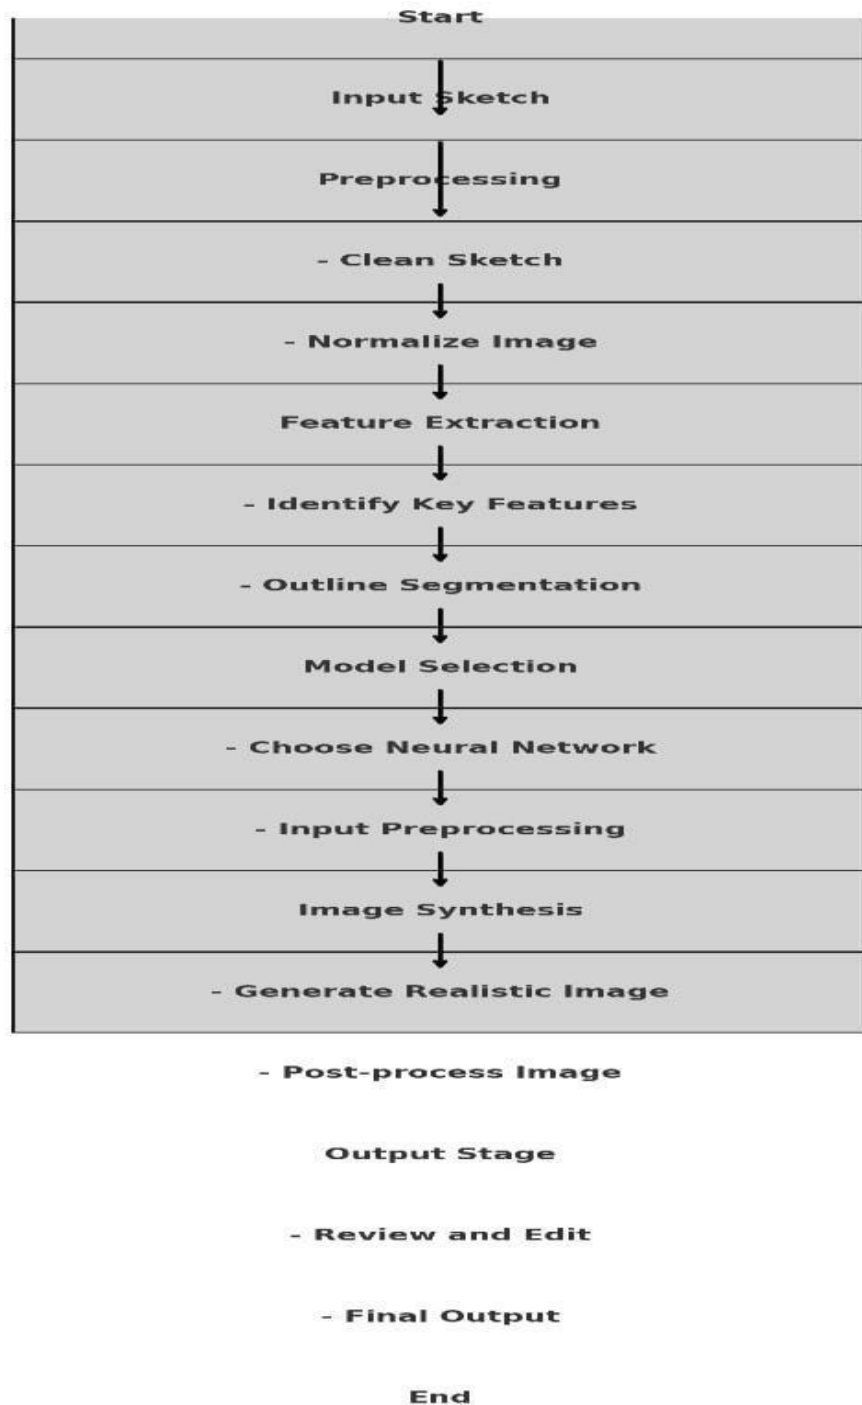 Start
Input Sketch
Preprocessing
- Clean Sketch
- Normalize Image
Feature Extraction
- Identify Key Features
- Outline Segmentation
Model Selection
- Choose Neural Network
- Input Preprocessing
Image Synthesis
- Generate Realistic Image
- Post-process Image
Output Stage
- Review and Edit
- Final Output
End